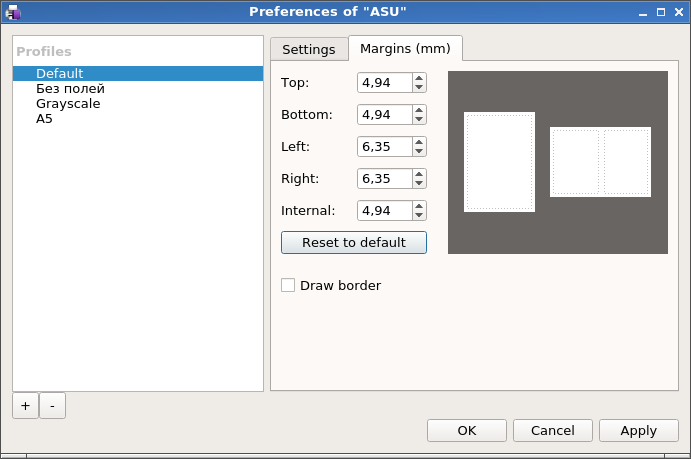 Preferences of "ASU"
Profiles
Default
Без полей
Grayscale
A5
+ -
Settings Margins (mm)
Top: 4,94
Bottom: 4,94
Left: 6,35
Right: 6,35
Internal: 4,94
Reset to default
Draw border
OK Cancel Apply